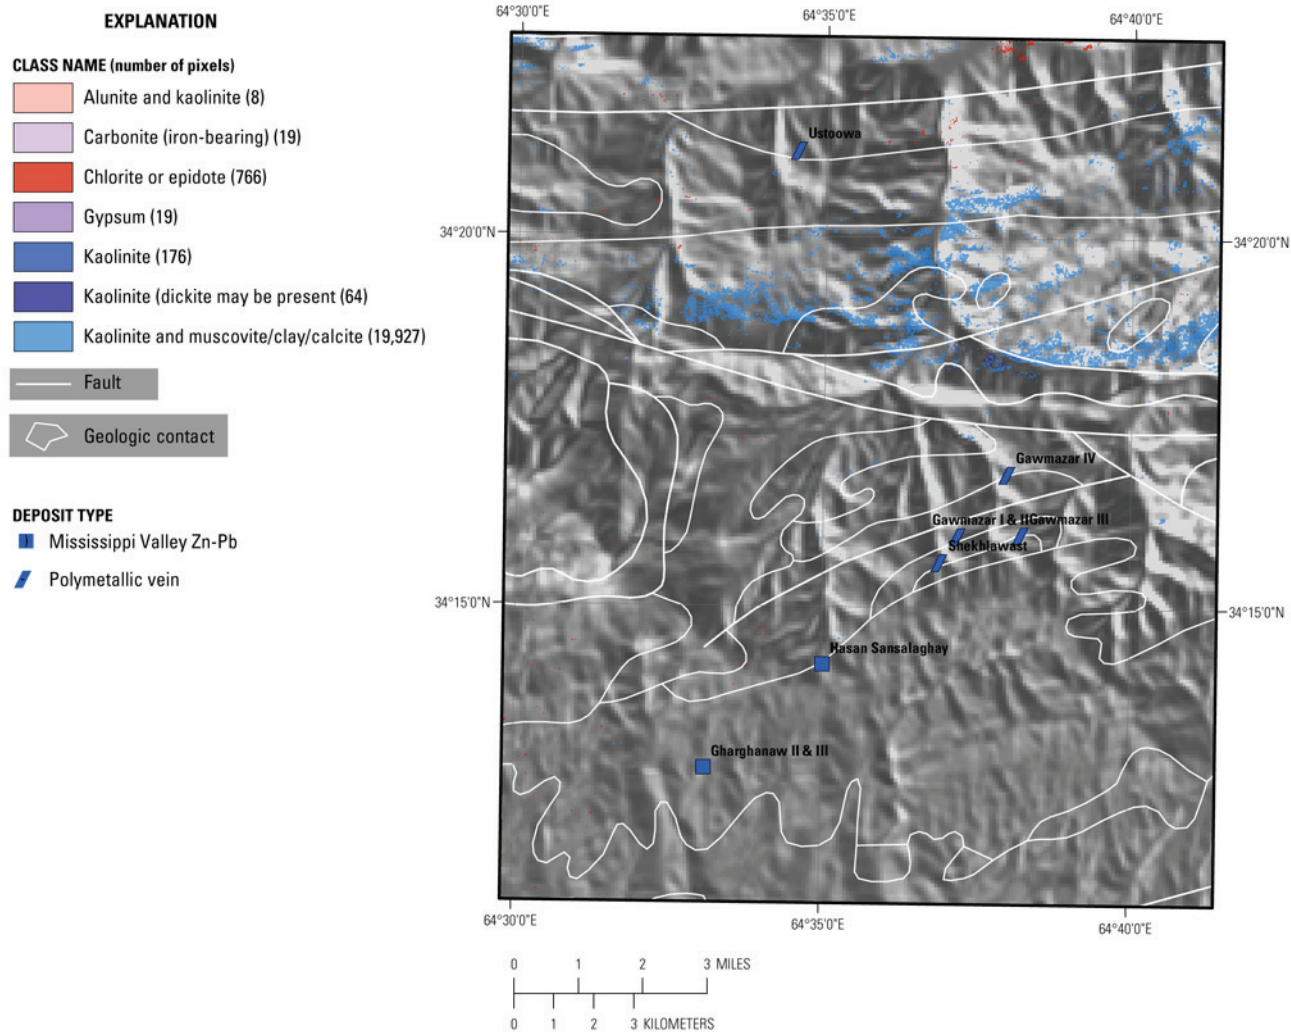 EXPLANATION
CLASS NAME (number of pixels)
Alunite and kaolinite (8)
Carbonite (iron-bearing) (19)
Chlorite or epidote (766)
Gypsum (19)
Kaolinite (176)
Kaolinite (dickite may be present (64)
Kaolinite and muscovite/clay/calcite (19,927)
Fault
Geologic contact
DEPOSIT TYPE
Mississippi Valley Zn-Pb
Polymetallic vein
64°30'0"E
64°35'0"E
64°40'0"E
Ustoowa
34°20'0"N
34°20'0"N
Gawmazar IV
Gawmazar I & II
Gawmazar III
Shekhlawast
34°15'0"N
34°15'0"N
Hasan Sansalaghay
Gharghanaw II & III
64°30'0"E
64°35'0"E
64°40'0"E
0 1 2 3 MILES
0 1 2 3 KILOMETERS